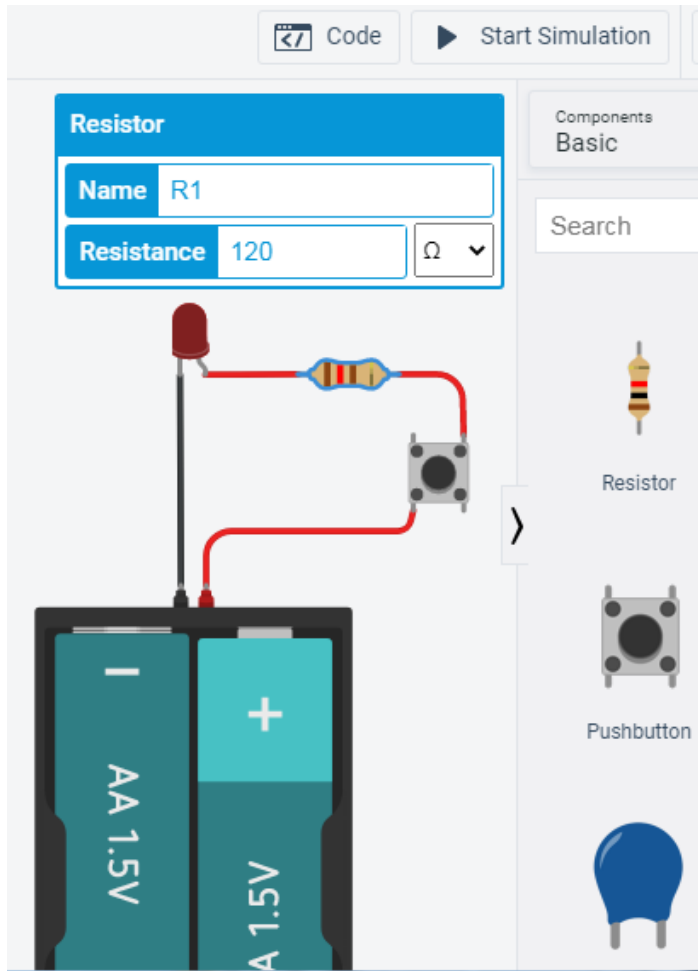 Code
Start Simulation
Resistor
Name R1
Resistance 120 Ω
Components
Basic
Search
Resistor
Pushbutton
AA 1.5V
A 1.5V